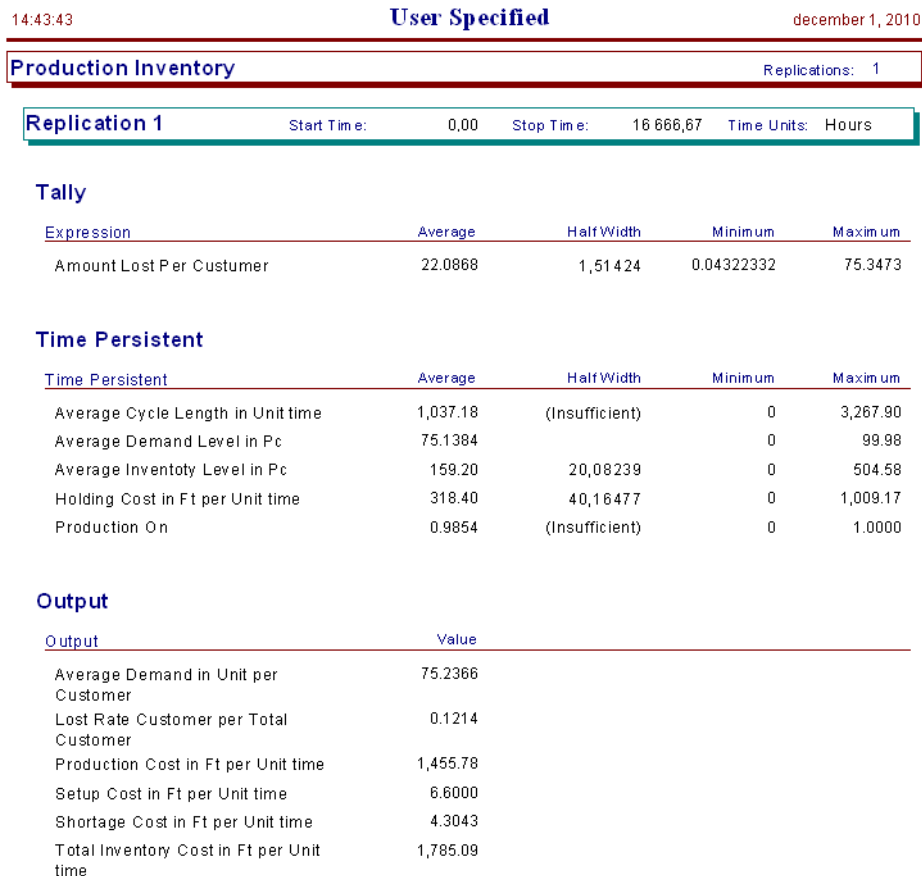 14:43:43 User Specified december 1, 2010
Production Inventory Replications: 1
Replication 1 Start Time: 0,00 Stop Time: 16 666,67 Time Units: Hours
Tally
Expression Average Half Width Minimum Maximum
Amount Lost Per Custumer 22.0868 1,51424 0.04322332 75.3473
Time Persistent
Time Persistent Average Half Width Minimum Maximum
Average Cycle Length in Unit time 1,037.18 (Insufficient) 0 3,267.90
Average Demand Level in Pc 75.1384 0 99.98
Average Inventoty Level in Pc 159.20 20,08239 0 504.58
Holding Cost in Ft per Unit time 318.40 40,16477 0 1,009.17
Production On 0.9854 (Insufficient) 0 1.0000
Output
Output Value
Average Demand in Unit per 75.2366
Customer
Lost Rate Customer per Total 0.1214
Customer
Production Cost in Ft per Unit time 1,455.78
Setup Cost in Ft per Unit time 6.6000
Shortage Cost in Ft per Unit time 4.3043
Total Inventory Cost in Ft per Unit 1,785.09
time